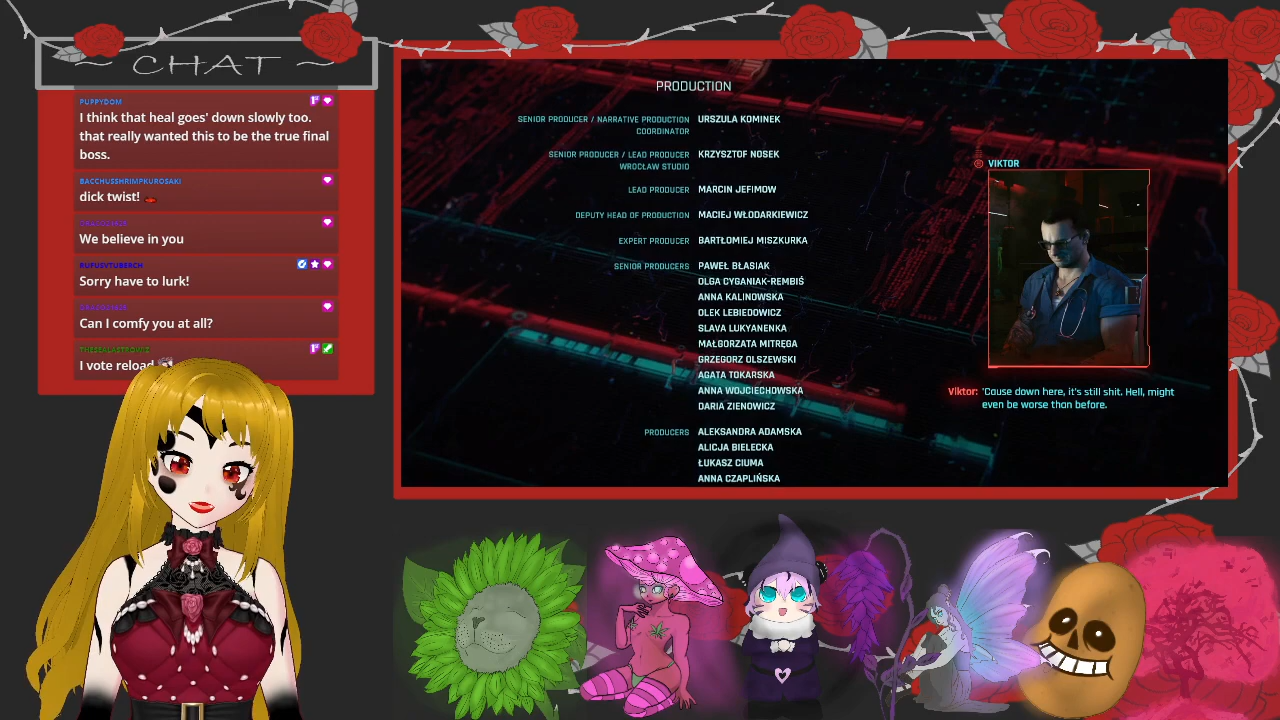 ~ CHAT ~
PUPPYDOM
I think that heal goes' down slowly too.
that really wanted this to be the true final
boss.
BACCHUSSHRIMPKUROSAKI
dick twist!
We believe in you
RUFUSVTUBERCH
Sorry have to lurk!
Can I comfy you at all?
I vote reload
PRODUCTION
SENIOR PRODUCER / NARRATIVE PRODUCTION URSZULA KOMINEK
COORDINATOR
SENIOR PRODUCER / LEAD PRODUCER KRZYSZTOF NOSEK
WROCŁAW STUDIO
LEAD PRODUCER MARCIN JEFIMOW
DEPUTY HEAD OF PRODUCTION MACIEJ WŁODARKIEWICZ
EXPERT PRODUCER BARTŁOMIEJ MISZKURKA
SENIOR PRODUCERS PAWEŁ BŁASIAK
OLGA CYGANIAK-REMBIŚ
ANNA KALINOWSKA
OLEK LEBIEDOWICZ
SLAVA LUKYANENKA
MAŁGORZATA MITRĘGA
GRZEGORZ OLSZEWSKI
AGATA TOKARSKA
ANNA WOJCIECHOWSKA
DARIA ZIENOWICZ
PRODUCERS ALEKSANDRA ADAMSKA
ALICJA BIELECKA
ŁUKASZ CIUMA
ANNA CZAPLIŃSKA
VIKTOR
Viktor: 'Cause down here, it's still shit. Hell, might
even be worse than before.